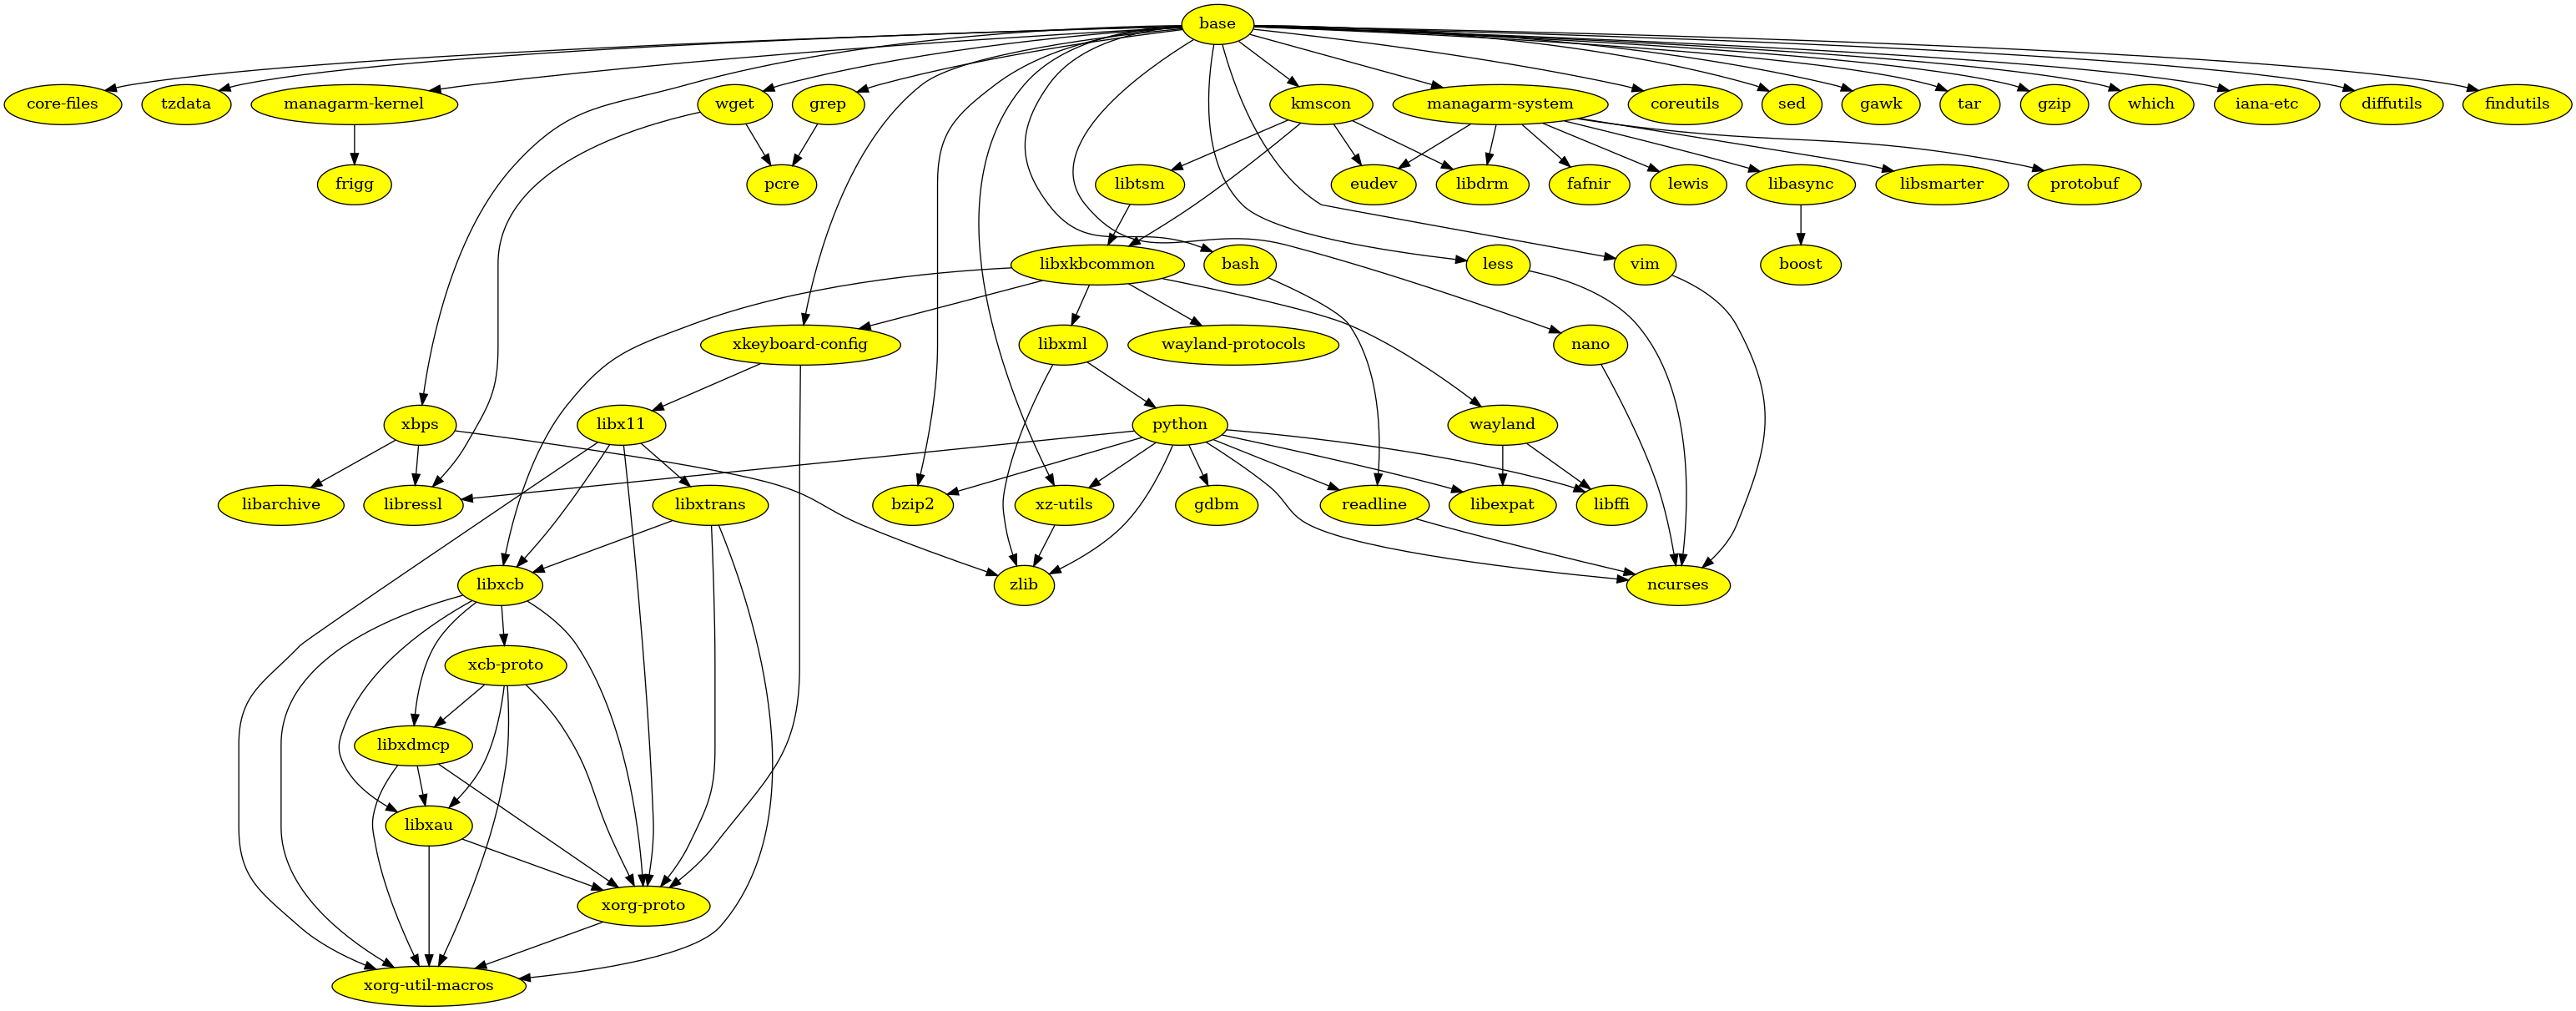 base
core-files
tzdata
managarm-kernel
wget
grep
kmscon
managarm-system
coreutils
sed
gawk
tar
gzip
which
iana-etc
diffutils
findutils
frigg
pcre
libtsm
eudev
libdrm
fafnir
lewis
libasync
libsmarter
protobuf
libxkbcommon
bash
less
vim
boost
xkeyboard-config
libxml
wayland-protocols
nano
xbps
libx11
python
wayland
libarchive
libressl
libxtrans
bzip2
xz-utils
gdbm
readline
libexpat
libffi
libxcb
zlib
ncurses
xcb-proto
libxdmcp
libxau
xorg-proto
xorg-util-macros